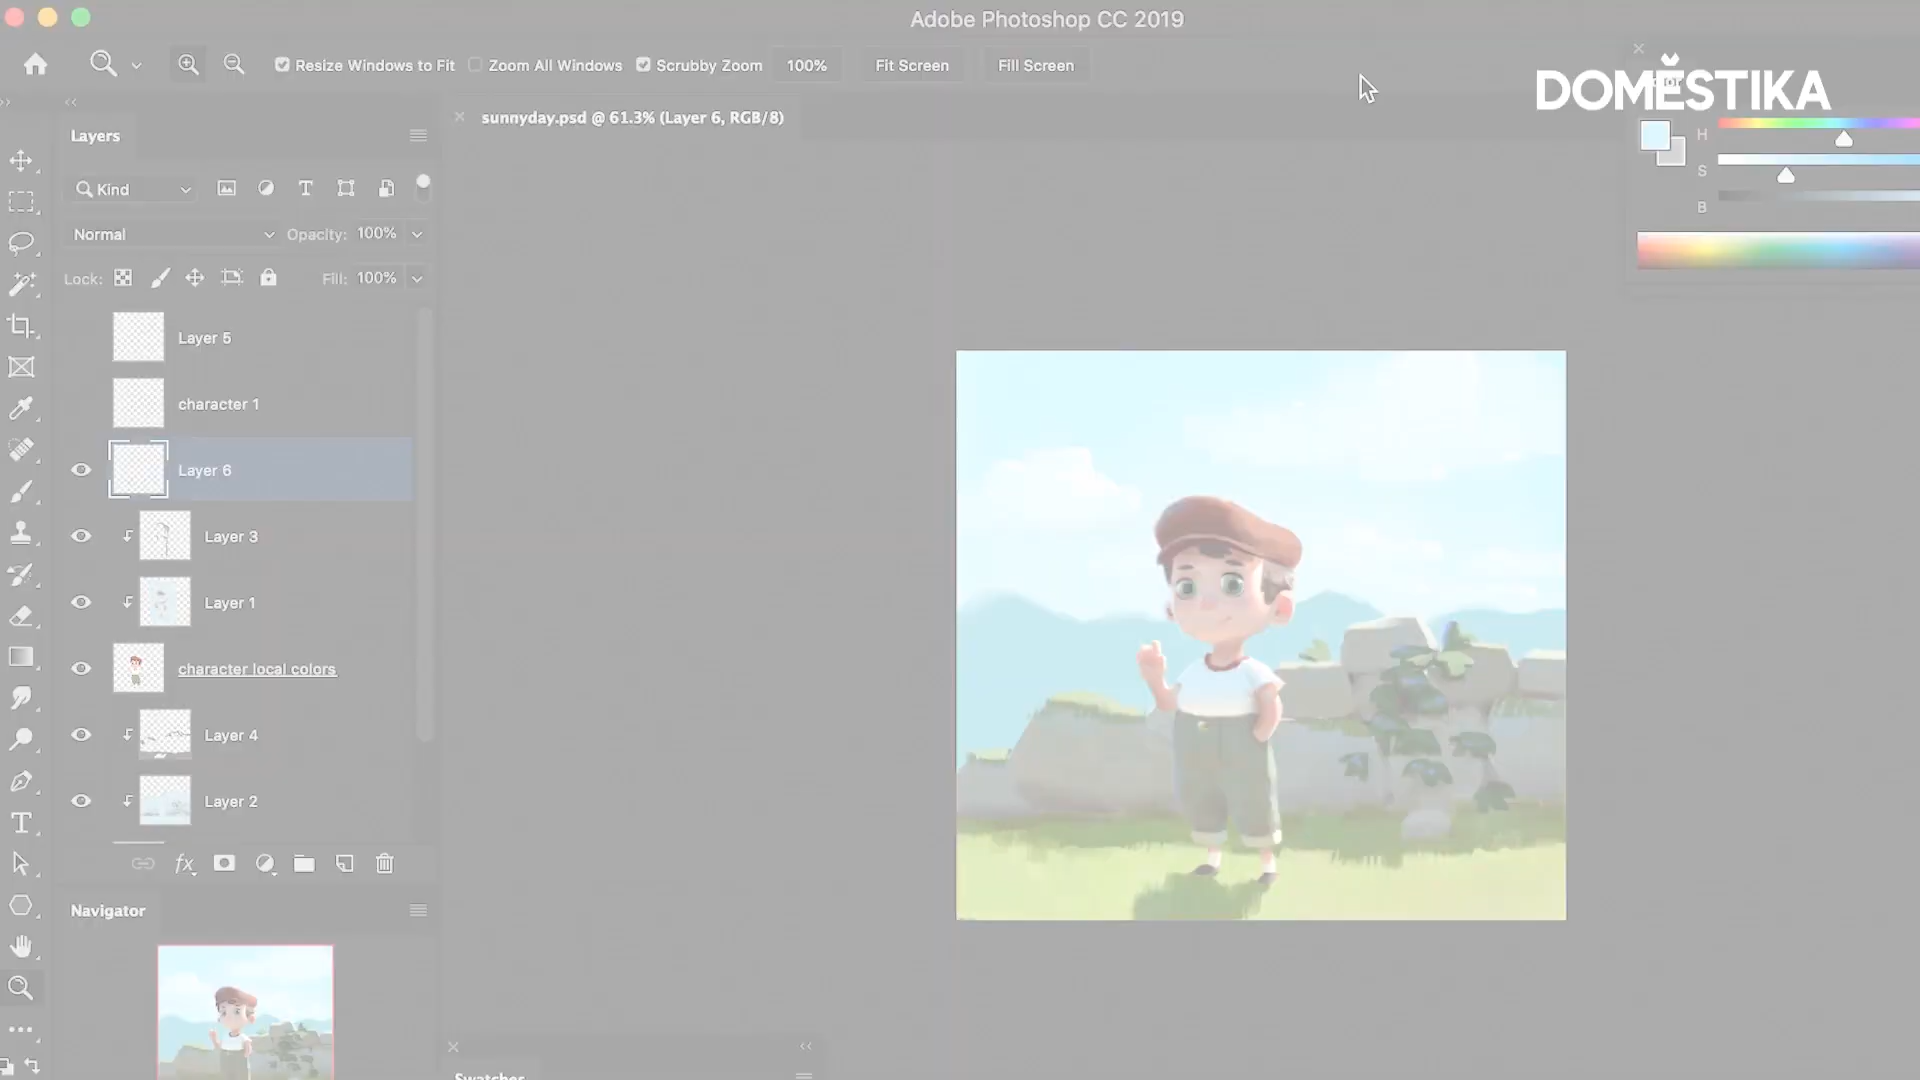 Adobe Photoshop CC 2019
Resize Windows to Fit
Zoom All Windows
Scrubby Zoom
100%
Fit Screen
Fill Screen
DOMESTIKA
sunnyday.psd @ 61.3% (Layer 6, RGB/8)
Layers
H
S
B
Kind
Normal
Opacity: 100%
Lock:
Fill: 100%
Layer 5
character 1
Layer 6
Layer 3
Layer 1
character local colors
Layer 4
Layer 2
fx
Navigator
Swatches